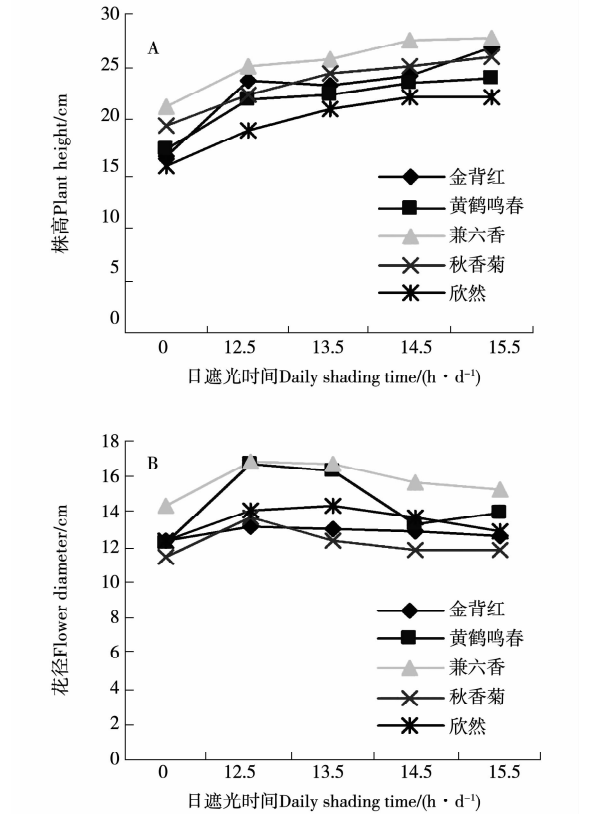 30
A
25
20
15
10
5
0
株高Plant height/cm
金背红
黄鹤鸣春
兼六香
秋香菊
欣然
0 12.5 13.5 14.5 15.5
日遮光时间Daily shading time/(h·d⁻¹)
18
B
16
14
12
10
8
6
4
2
0
花径Flower diameter/cm
金背红
黄鹤鸣春
兼六香
秋香菊
欣然
0 12.5 13.5 14.5 15.5
日遮光时间Daily shading time/(h·d⁻¹)